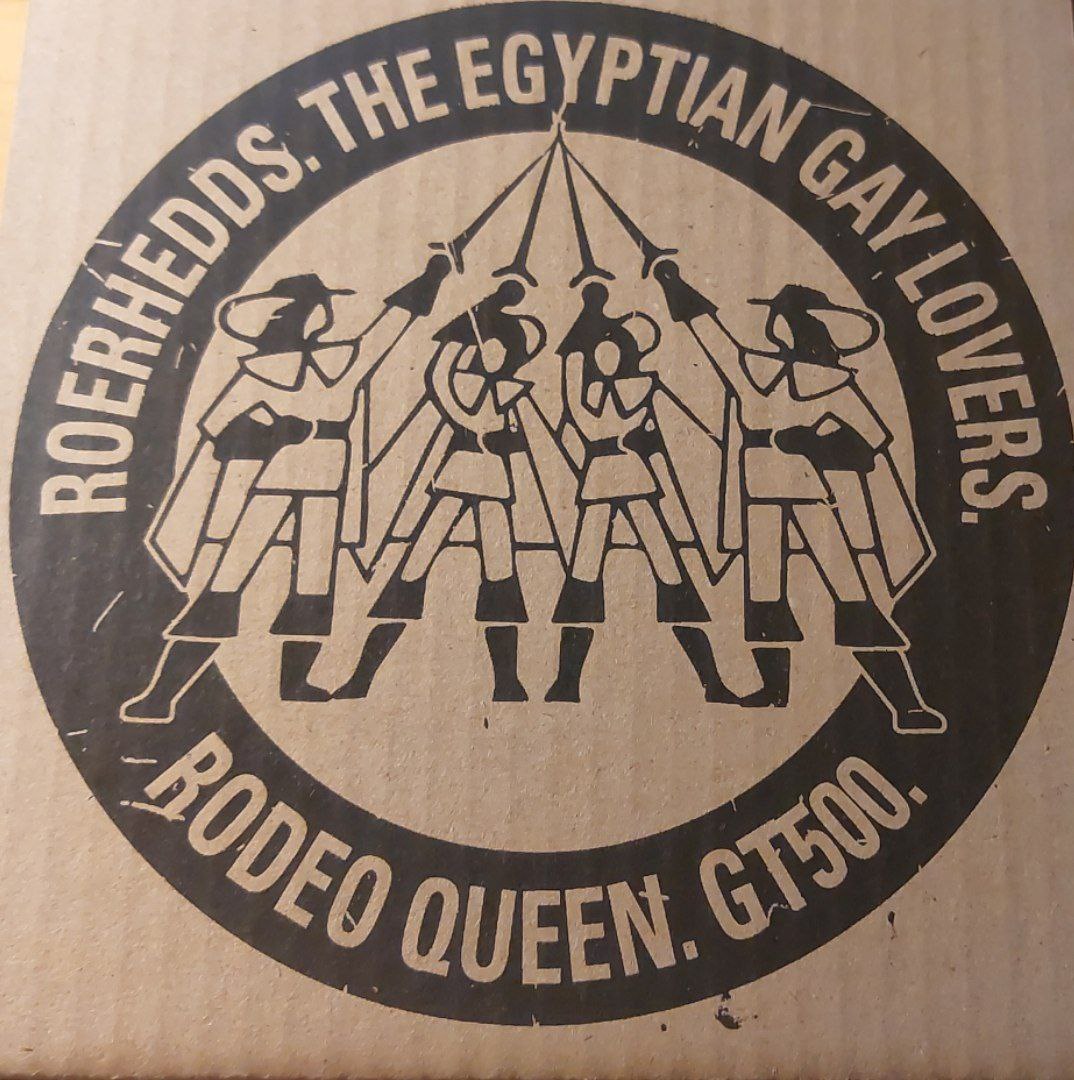 ROERHEDDS. THE EGYPTIAN GAY LOVERS.
RODEO QUEEN. GT500.